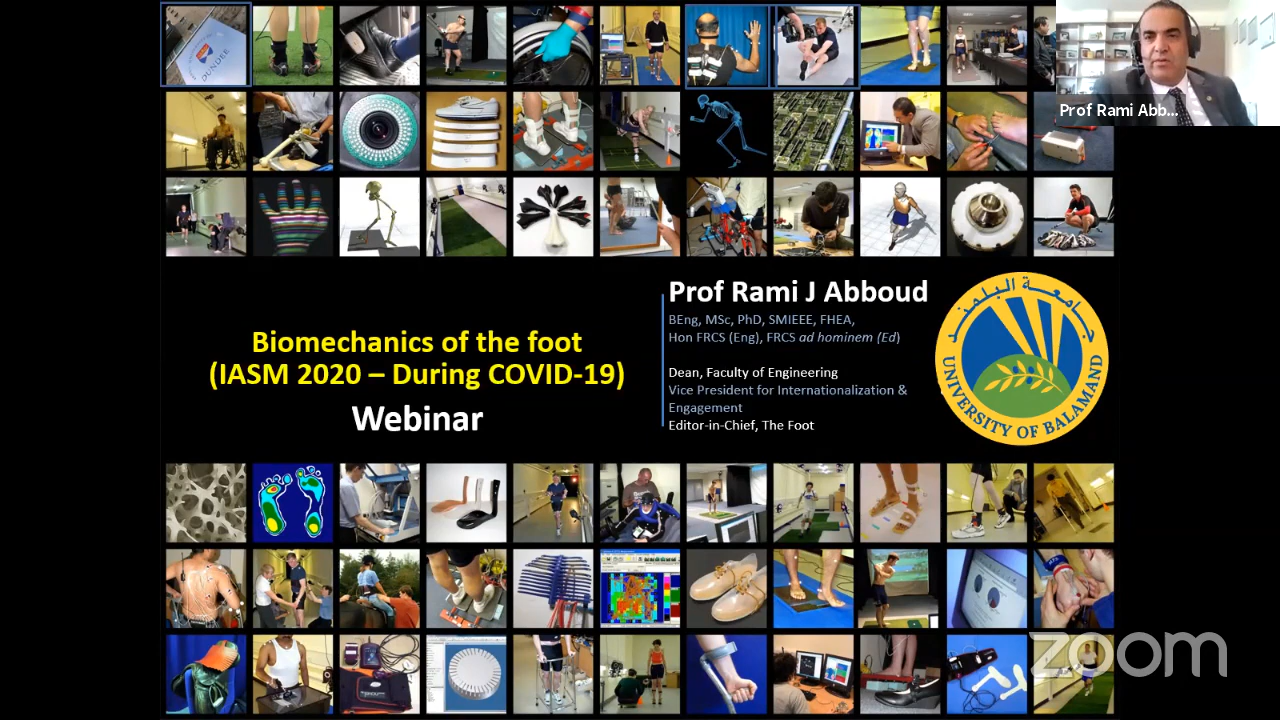 DUNDEE
Prof Rami Abb...
Prof Rami J Abboud
BEng, MSc, PhD, SMIEEE, FHEA,
Hon FRCS (Eng), FRCS ad hominem (Ed)
Biomechanics of the foot
(IASM 2020 – During COVID-19)
Webinar
Dean, Faculty of Engineering
Vice President for Internationalization &
Engagement
Editor-in-Chief, The Foot
جامعة البلمند
UNIVERSITY OF BALAMAND
zoom